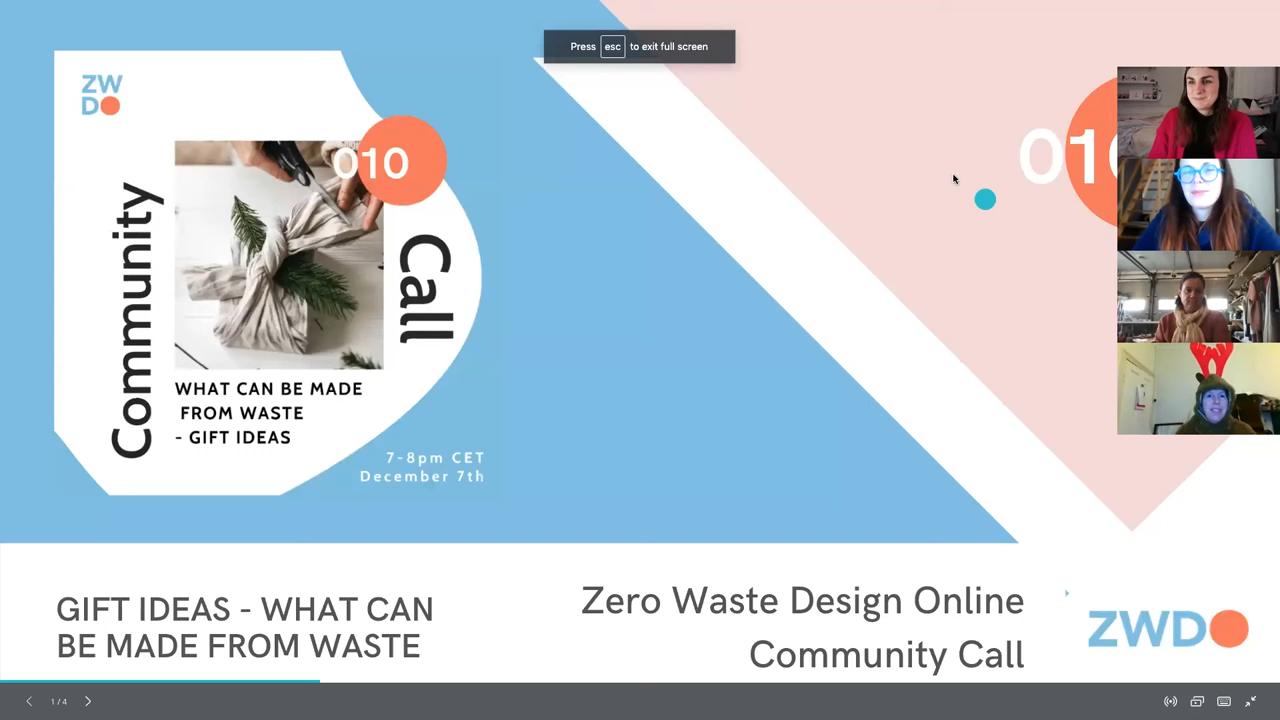 Press esc to exit full screen
ZW
DO
010
Community
Call
WHAT CAN BE MADE
FROM WASTE
- GIFT IDEAS
7-8pm CET
December 7th
GIFT IDEAS - WHAT CAN
BE MADE FROM WASTE
Zero Waste Design Online
Community Call
ZWDO
1 / 4